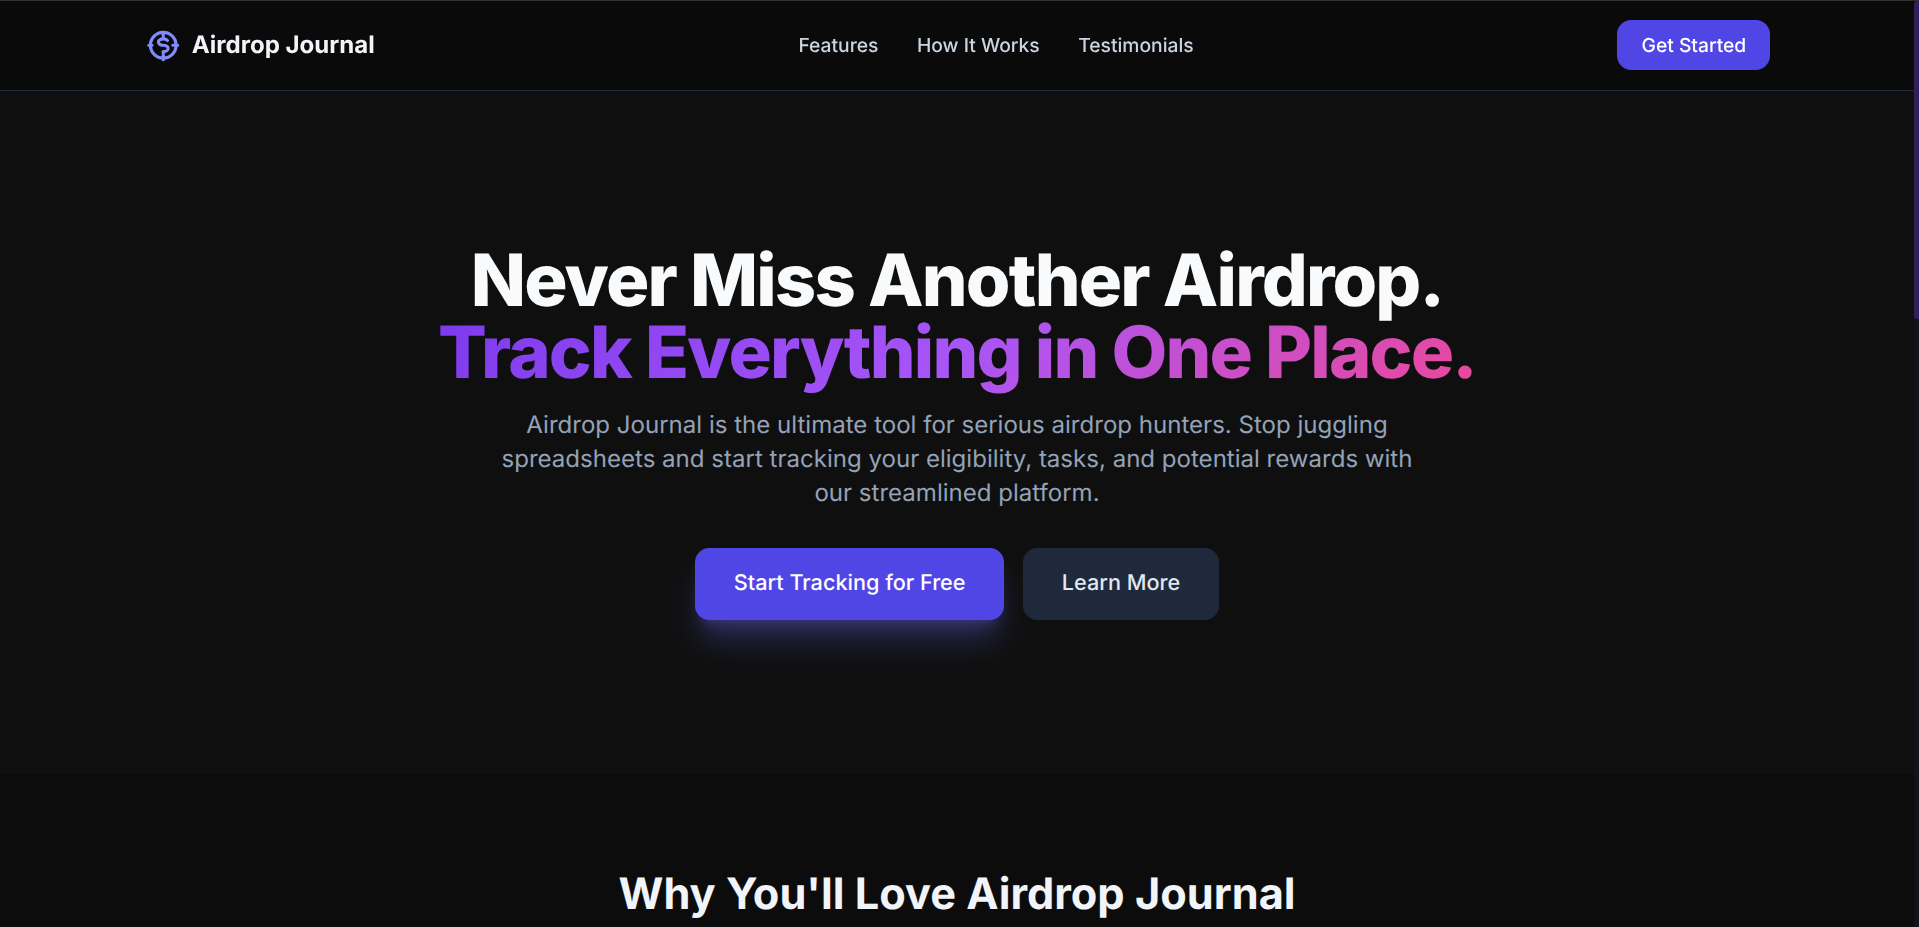 Airdrop Journal
Features
How It Works
Testimonials
Get Started
Never Miss Another Airdrop.
Track Everything in One Place.
Airdrop Journal is the ultimate tool for serious airdrop hunters. Stop juggling
spreadsheets and start tracking your eligibility, tasks, and potential rewards with
our streamlined platform.
Start Tracking for Free
Learn More
Why You'll Love Airdrop Journal